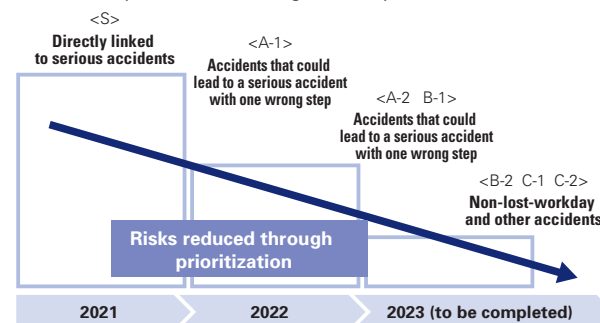 <S>
Directly linked
to serious accidents
<A-1>
Accidents that could
lead to a serious accident
with one wrong step
<A-2 B-1>
Accidents that could
lead to a serious accident
with one wrong step
<B-2 C-1 C-2>
Non-lost-workday
and other accidents
Risks reduced through
prioritization
2021
2022
2023 (to be completed)